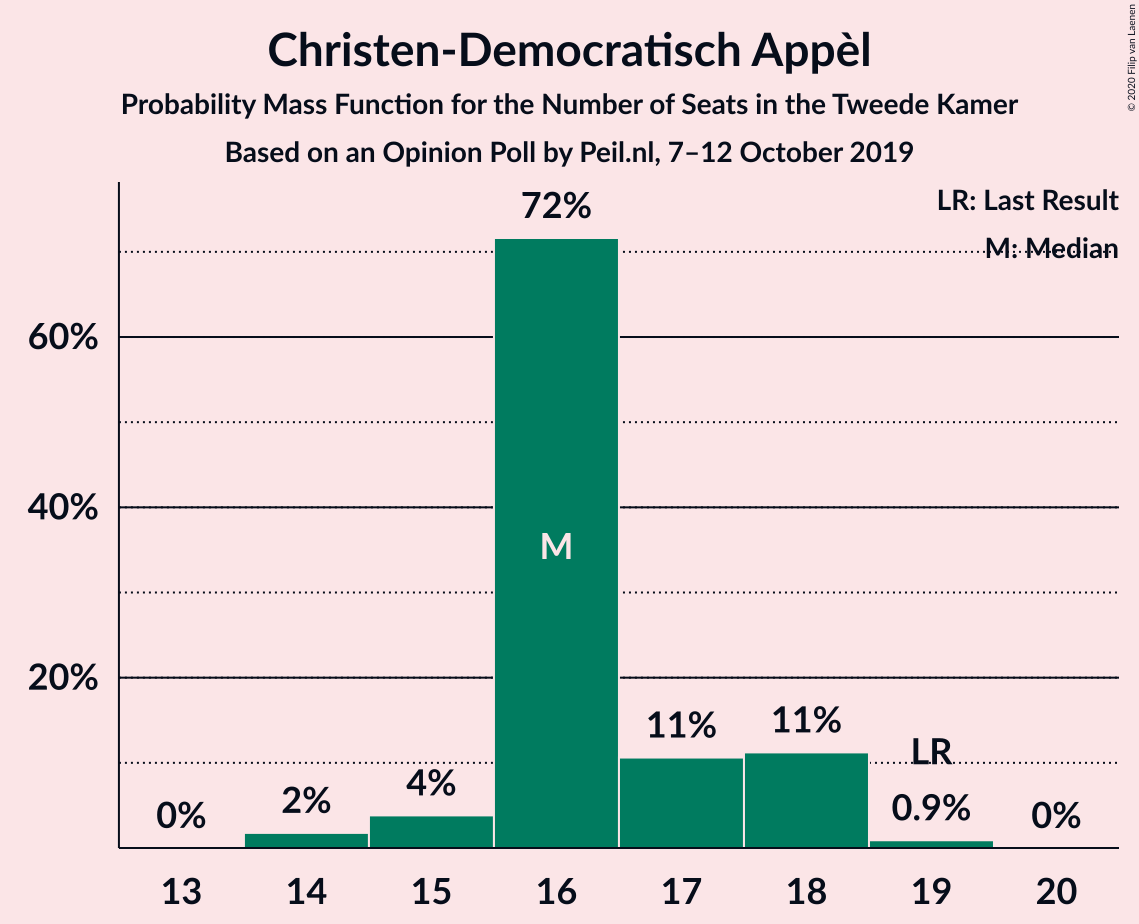 Christen-Democratisch Appèl
Probability Mass Function for the Number of Seats in the Tweede Kamer
Based on an Opinion Poll by Peil.nl, 7–12 October 2019
© 2020 Filip van Laenen
LR: Last Result
M: Median
72%
60%
40%
M
20%
11%
11%
LR
4%
2%
0.9%
0%
0%
13 14 15 16 17 18 19 20